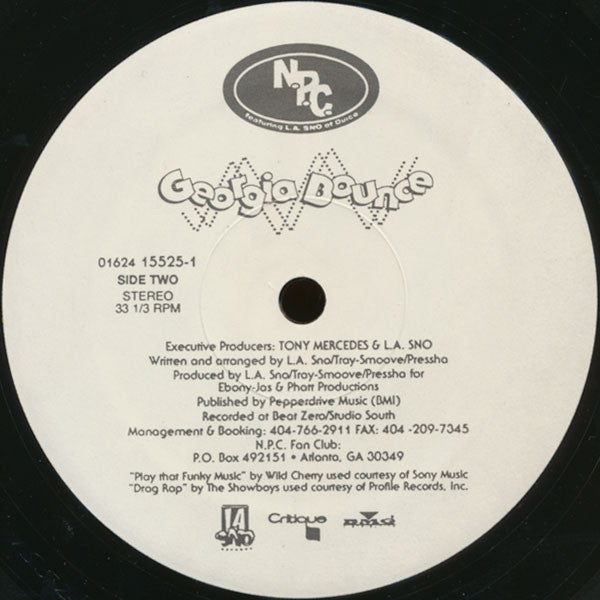 N.P.C.
featuring L.A. SNO of Duice
Georgia Bounce
01624 15525-1
SIDE TWO
STEREO
33 1/3 RPM
Executive Producers: TONY MERCEDES & L.A. SNO
Written and arranged by L.A. Sno/Tray-Smoove/Pressha
Produced by L.A. Sno/Tray-Smoove/Pressha for
Ebony-Jas & Phatt Productions
Published by Pepperdrive Music (BMI)
Recorded at Beat Zero/Studio South
Management & Booking: 404-766-2911 FAX: 404 -209-7345
N.P.C. Fan Club:
P.O. Box 492151 • Atlanta, GA 30349
"Play that Funky Music" by Wild Cherry used courtesy of Sony Music
"Drag Rap" by The Showboys used courtesy of Profile Records, Inc.
LA SNO Critique BMG